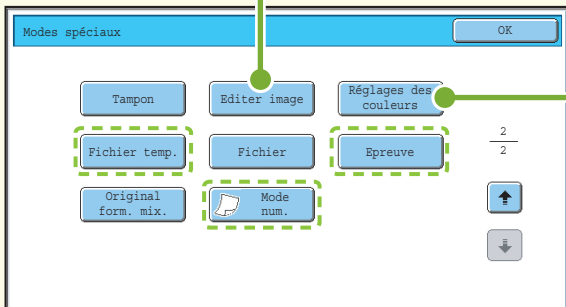 Modes spéciaux
OK
Tampon
Editer image
Réglages des
couleurs
Fichier temp.
Fichier
Epreuve
2
2
Original
form. mix.
Mode
num.